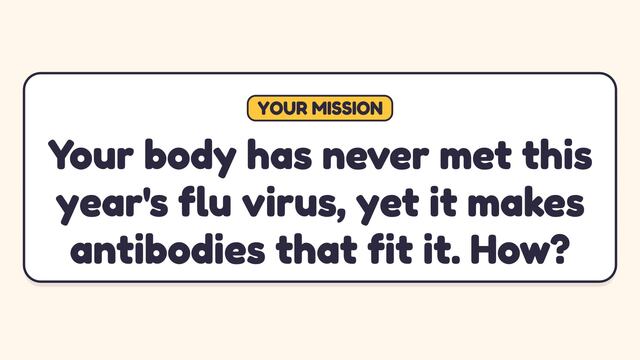 YOUR MISSION
Your body has never met this
year's flu virus, yet it makes
antibodies that fit it. How?